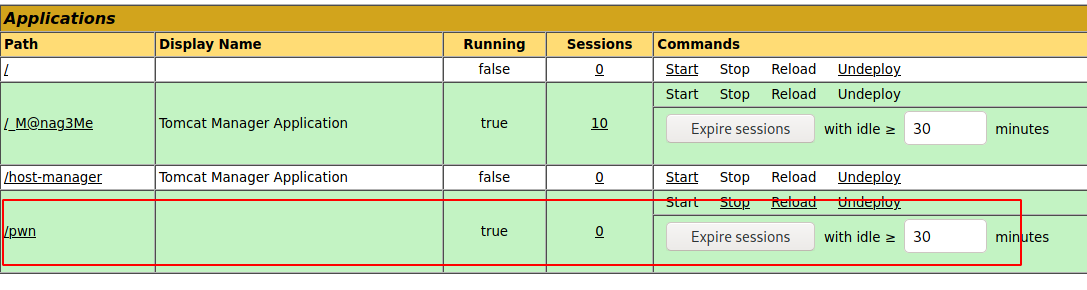 Applications
Path Display Name Running Sessions Commands
/ false 0 Start Stop Reload Undeploy
Start Stop Reload Undeploy
/_M@nag3Me Tomcat Manager Application true 10
Expire sessions with idle ≥ 30 minutes
/host-manager Tomcat Manager Application false 0 Start Stop Reload Undeploy
Start Stop Reload Undeploy
/pwn true 0
Expire sessions with idle ≥ 30 minutes